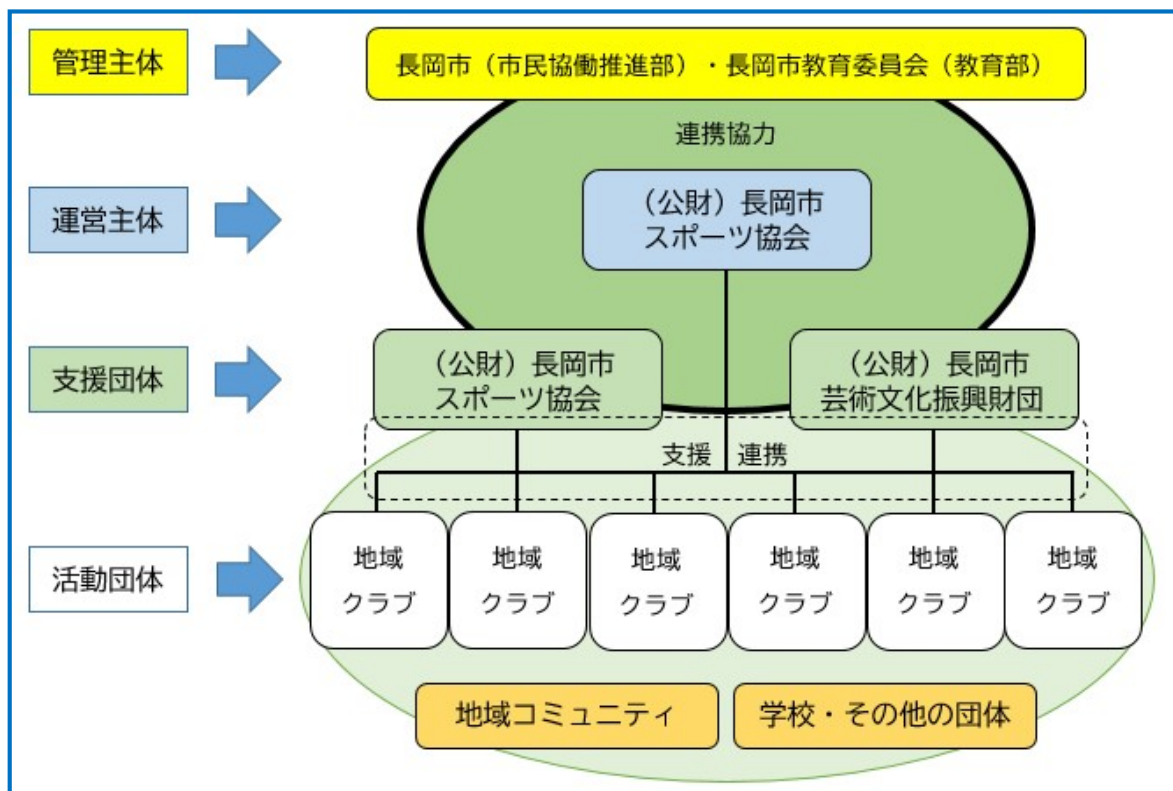 管理主体
長岡市（市民協働推進部）・長岡市教育委員会（教育部）
連携協力
運営主体
（公財）長岡市
スポーツ協会
支援団体
（公財）長岡市
スポーツ協会
（公財）長岡市
芸術文化振興財団
支援 連携
活動団体
地域
クラブ
地域
クラブ
地域
クラブ
地域
クラブ
地域
クラブ
地域
クラブ
地域コミュニティ
学校・その他の団体